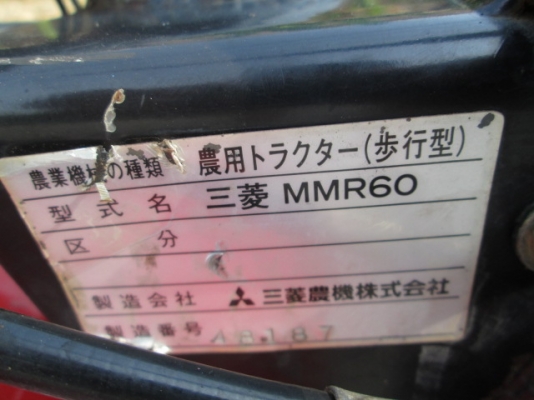 農業機械の種類 農用トラクター(歩行型)
型式名 三菱 MMR60
区分
製造会社 三菱農機株式会社
製造番号